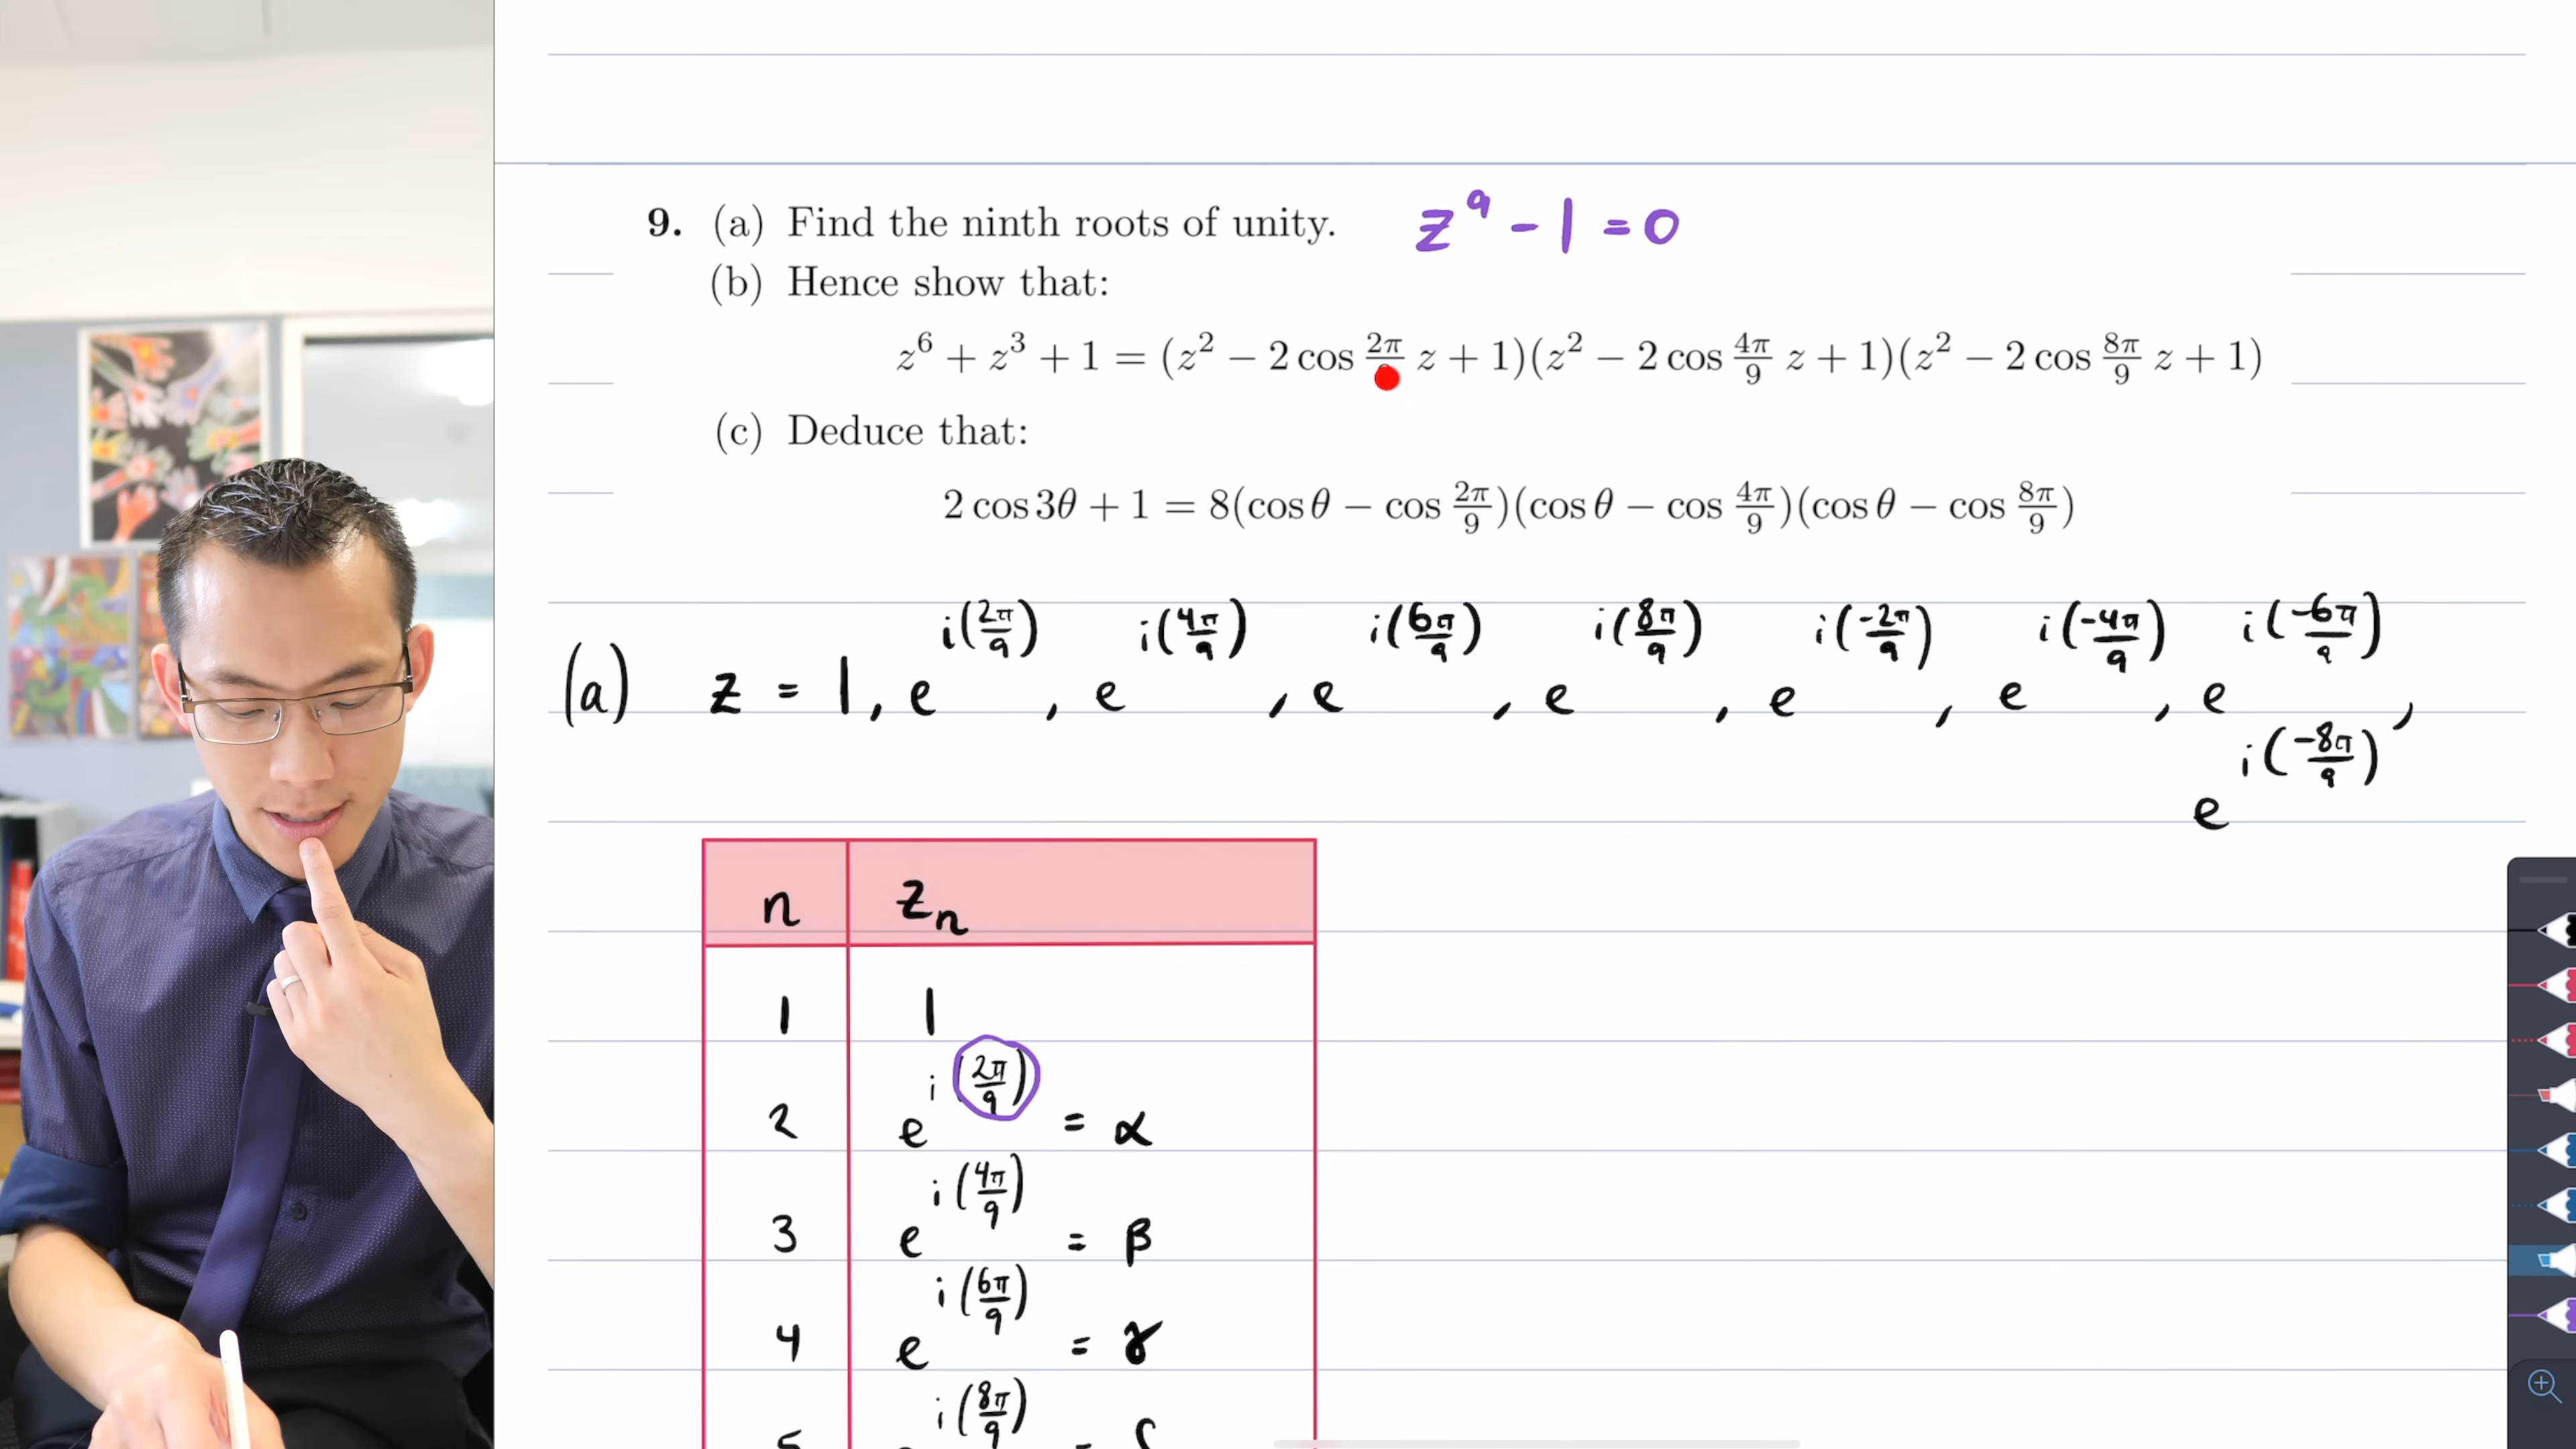 9. (a) Find the ninth roots of unity. z⁹ - 1 = 0
(b) Hence show that:
z⁶ + z³ + 1 = (z² − 2 cos 2π/9 z + 1)(z² − 2 cos 4π/9 z + 1)(z² − 2 cos 8π/9 z + 1)
(c) Deduce that:
2 cos 3θ + 1 = 8(cos θ − cos 2π/9)(cos θ − cos 4π/9)(cos θ − cos 8π/9)
(a) z = 1, e^i(2π/9), e^i(4π/9), e^i(6π/9), e^i(8π/9), e^i(-2π/9), e^i(-4π/9), e^i(-6π/9),
e^i(-8π/9)
n z_n
1 1
2 e^i(2π/9) = α
3 e^i(4π/9) = β
4 e^i(6π/9) = γ
i(8π/9)